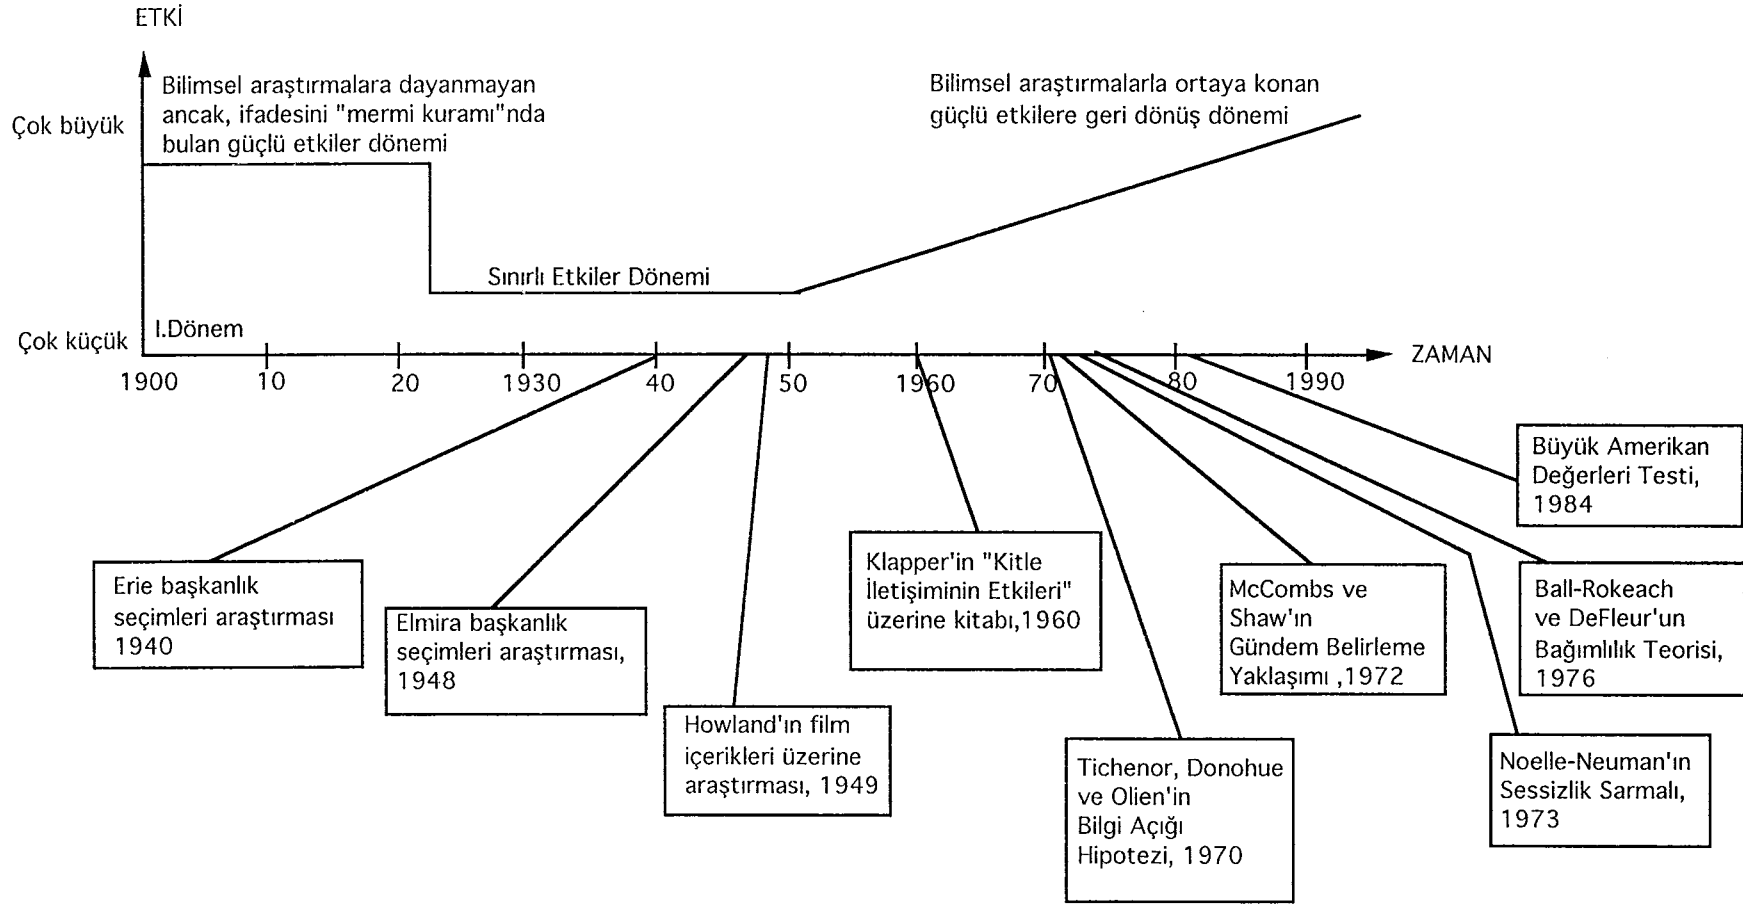 ETKİ
Bilimsel araştırmalara dayanmayan
ancak, ifadesini "mermi kuramı"nda
bulan güçlü etkiler dönemi
Bilimsel araştırmalarla ortaya konan
güçlü etkilere geri dönüş dönemi
Çok büyük
Sınırlı Etkiler Dönemi
I.Dönem
Çok küçük
ZAMAN
1900 10 20 1930 40 50 1960 70 80 1990
Büyük Amerikan
Değerleri Testi,
1984
Erie başkanlık
seçimleri araştırması
1940
Elmira başkanlık
seçimleri araştırması,
1948
Howland'ın film
içerikleri üzerine
araştırması, 1949
Klapper'in "Kitle
İletişiminin Etkileri"
üzerine kitabı,1960
Tichenor, Donohue
ve Olien'in
Bilgi Açığı
Hipotezi, 1970
McCombs ve
Shaw'ın
Gündem Belirleme
Yaklaşımı ,1972
Ball-Rokeach
ve DeFleur'un
Bağımlılık Teorisi,
1976
Noelle-Neuman'ın
Sessizlik Sarmalı,
1973